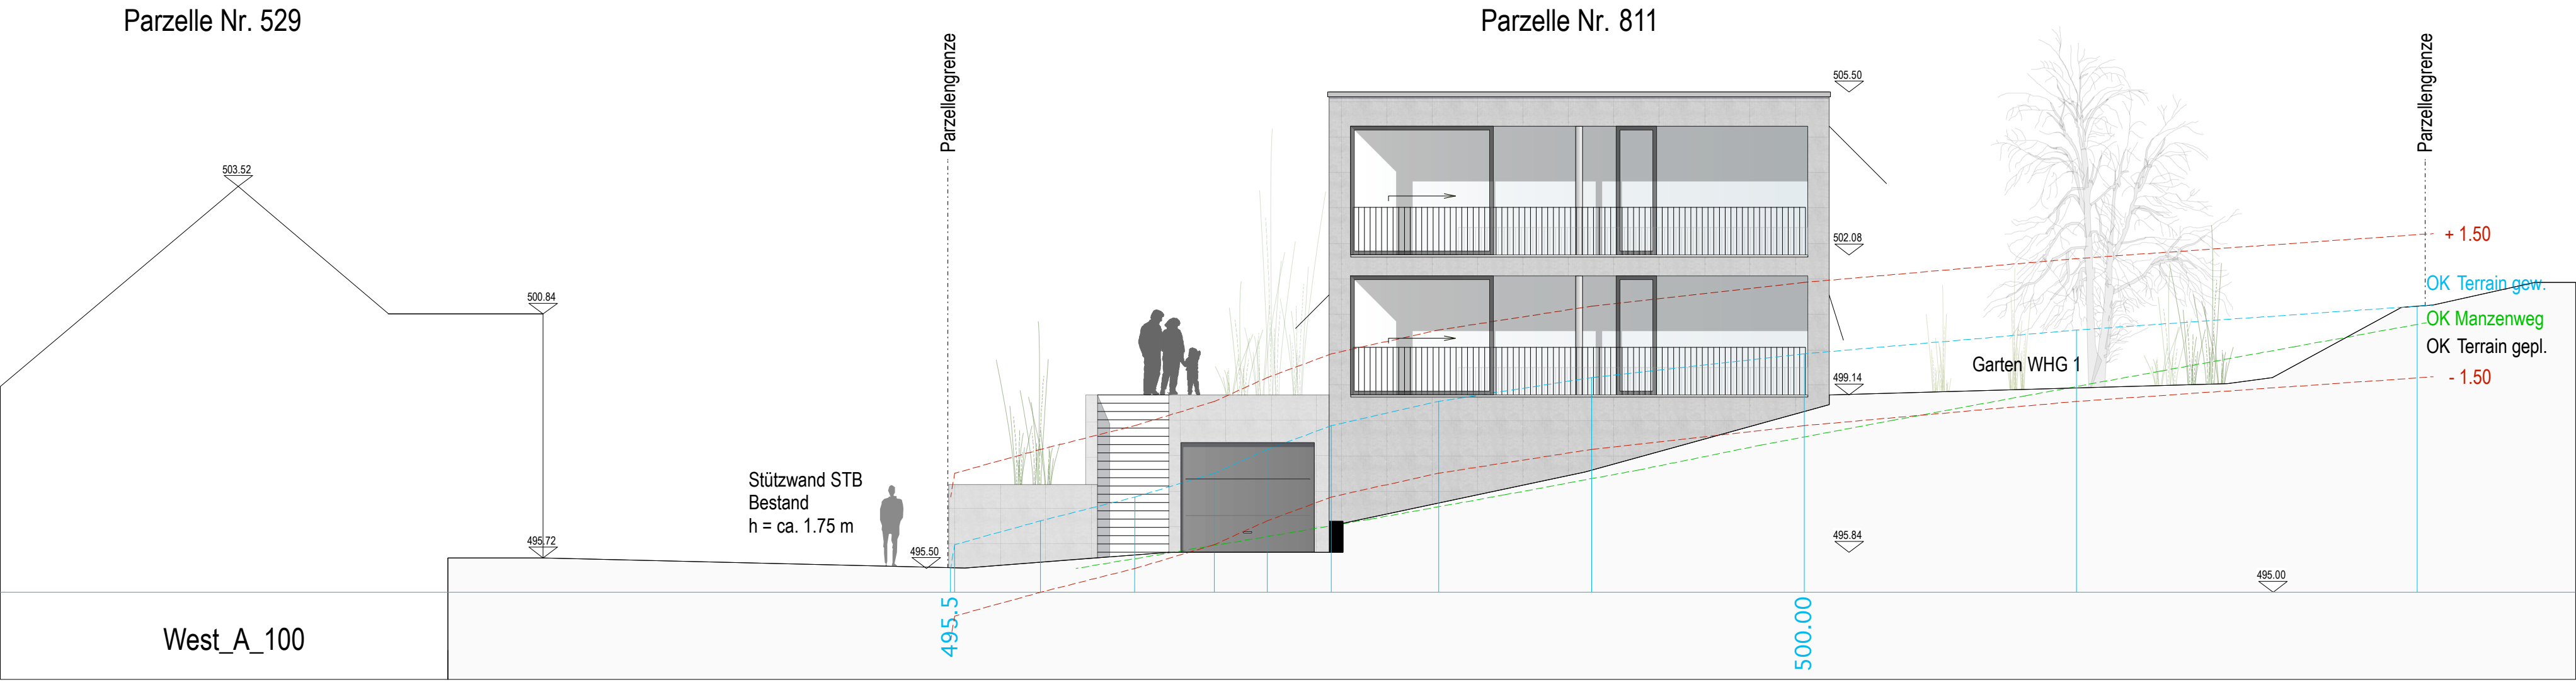 Parzelle Nr. 529
Parzelle Nr. 811
Parzellengrenze
Parzellengrenze
505.50
503.52
502.08
+ 1.50
500.84
OK Terrain gew.
OK Manzenweg
OK Terrain gepl.
- 1.50
Garten WHG 1
499.14
Stützwand STB
Bestand
h = ca. 1.75 m
495.72
495.50
495.84
495.00
495.5
500.00
West_A_100